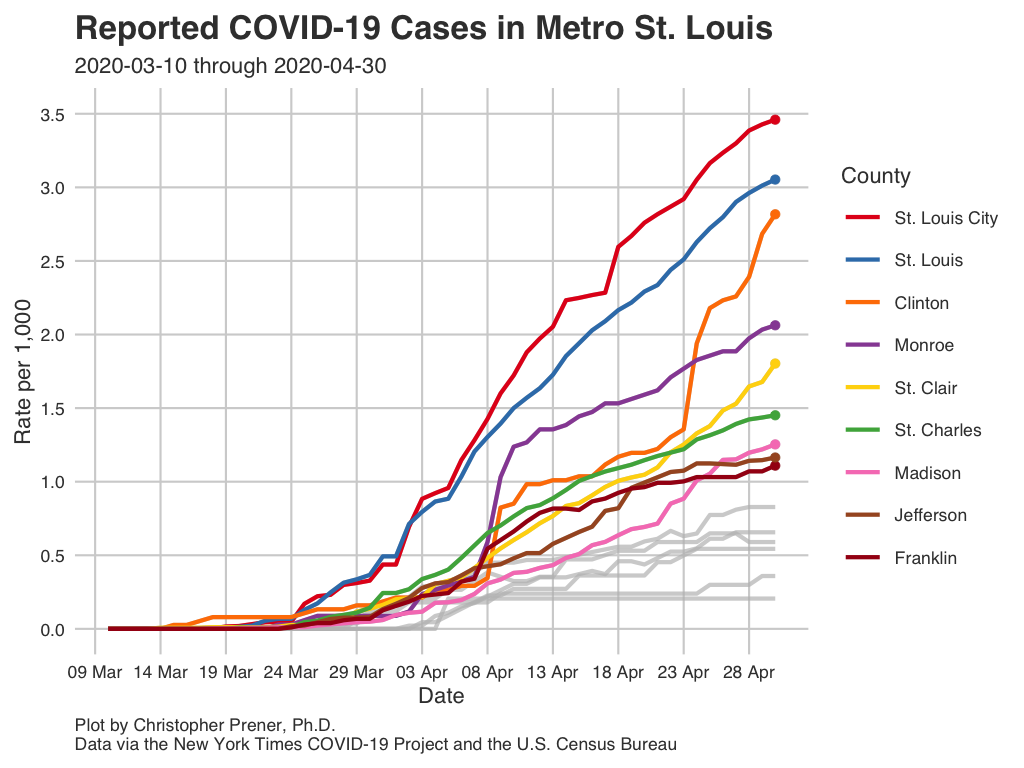 Reported COVID-19 Cases in Metro St. Louis
2020-03-10 through 2020-04-30
Rate per 1,000
3.5
3.0
2.5
2.0
1.5
1.0
0.5
0.0
09 Mar 14 Mar 19 Mar 24 Mar 29 Mar 03 Apr 08 Apr 13 Apr 18 Apr 23 Apr 28 Apr
Date
County
St. Louis City
St. Louis
Clinton
Monroe
St. Clair
St. Charles
Madison
Jefferson
Franklin
Plot by Christopher Prener, Ph.D.
Data via the New York Times COVID-19 Project and the U.S. Census Bureau